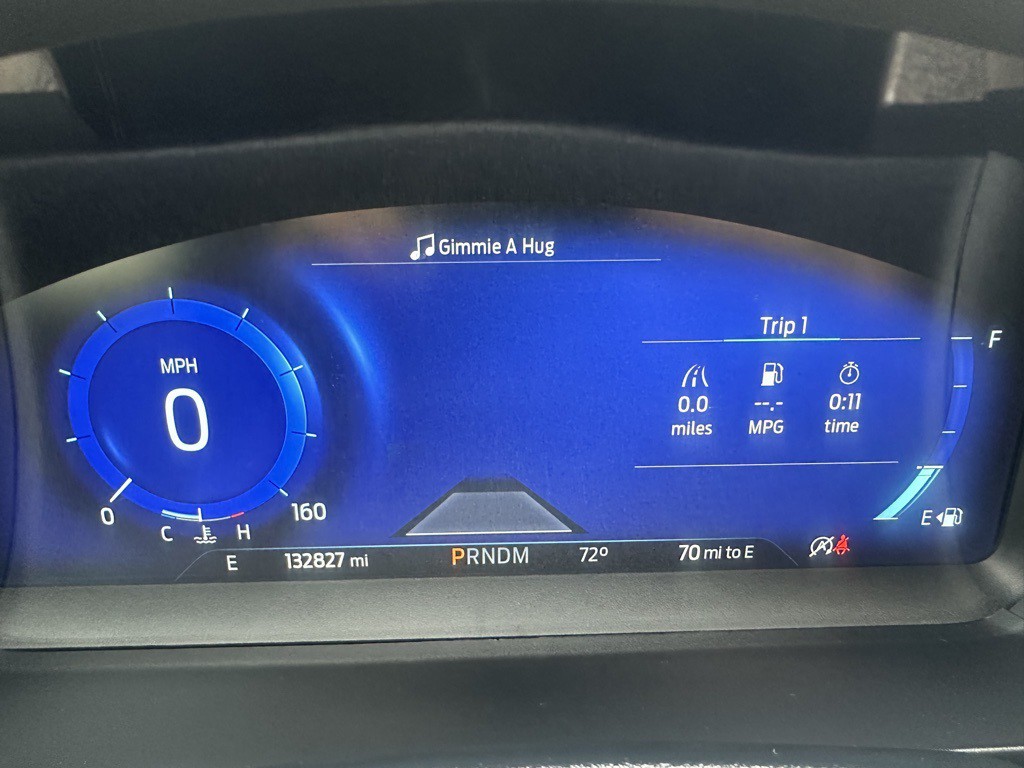 Gimmie A Hug
MPH
0
0
160
C
H
Trip 1
0.0
miles
--.-
MPG
0:11
time
F
E
E
132827 mi
PRNDM
72°
70 mi to E